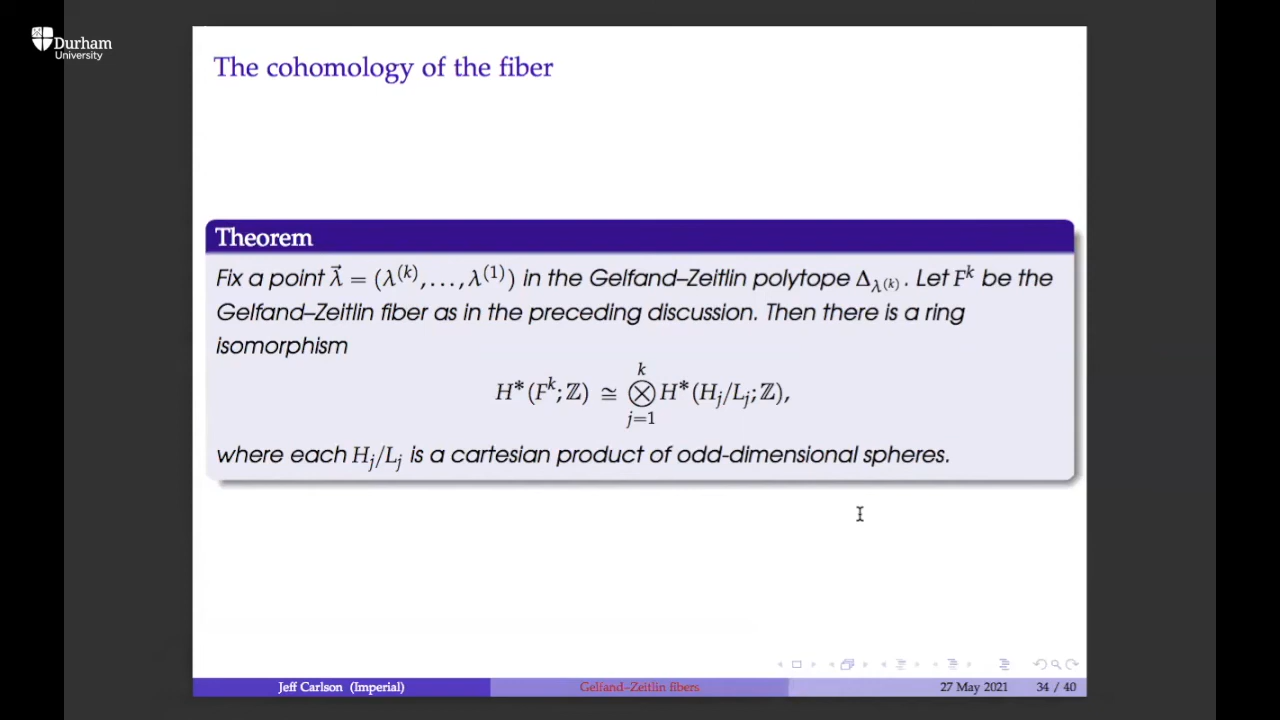 Durham
University
The cohomology of the fiber
Theorem
Fix a point λ⃗ = (λ⁽ᵏ⁾, . . . , λ⁽¹⁾) in the Gelfand–Zeitlin polytope Δ_{λ⁽ᵏ⁾}. Let Fᵏ be the
Gelfand–Zeitlin fiber as in the preceding discussion. Then there is a ring
isomorphism
H*(Fᵏ; ℤ) ≅ ⨂_{j=1}^{k} H*(H_j/L_j; ℤ),
where each H_j/L_j is a cartesian product of odd-dimensional spheres.
Jeff Carlson (Imperial) Gelfand–Zeitlin fibers 27 May 2021 34 / 40